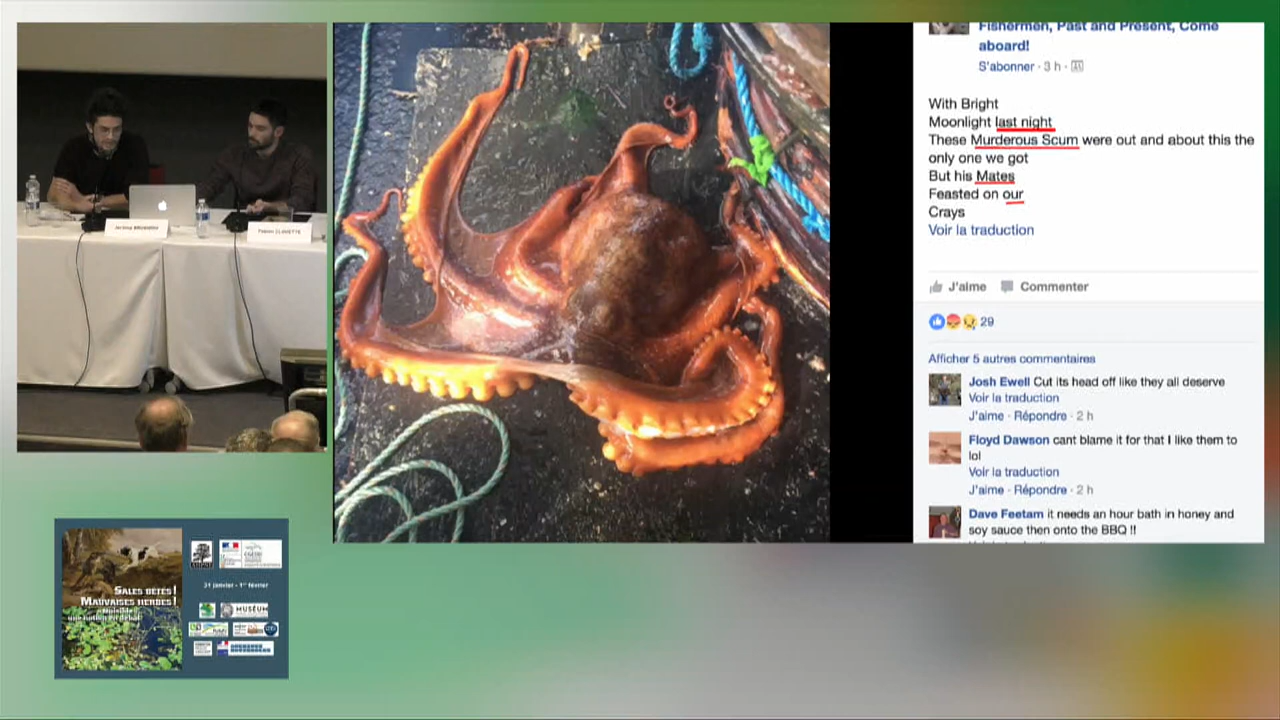 Fishermen, Past and Present, Come
aboard!
S'abonner · 3 h ·
With Bright
Moonlight last night
These Murderous Scum were out and about this the
only one we got
But his Mates
Feasted on our
Crays
Voir la traduction
J'aime Commenter
29
Afficher 5 autres commentaires
Josh Ewell Cut its head off like they all deserve
Voir la traduction
J'aime · Répondre · 2 h
Floyd Dawson cant blame it for that I like them to
lol
Voir la traduction
J'aime · Répondre · 2 h
Dave Feetam it needs an hour bath in honey and
soy sauce then onto the BBQ !!
SALES BÊTES !
MAUVAISES HERBES !
31 janvier - 1er février
MUSÉUM